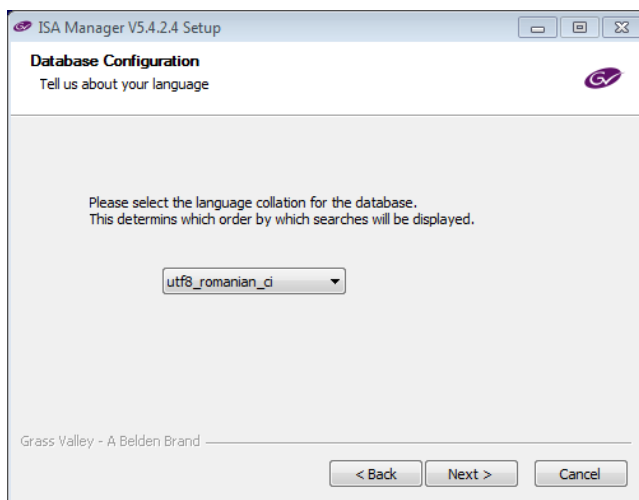 ISA Manager V5.4.2.4 Setup
Database Configuration
Tell us about your language
GV
Please select the language collation for the database.
This determins which order by which searches will be displayed.
utf8_romanian_ci
Grass Valley - A Belden Brand
< Back Next > Cancel